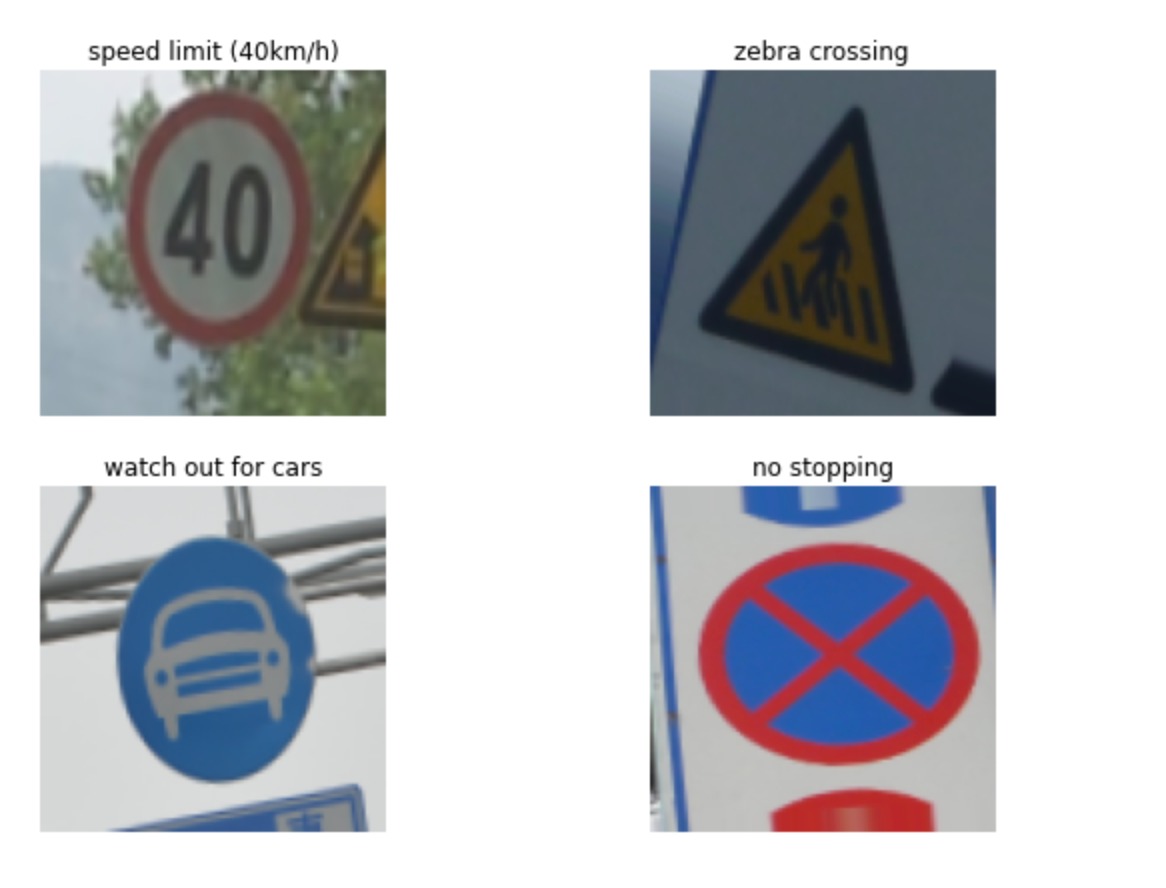 speed limit (40km/h)
zebra crossing
40
watch out for cars
no stopping